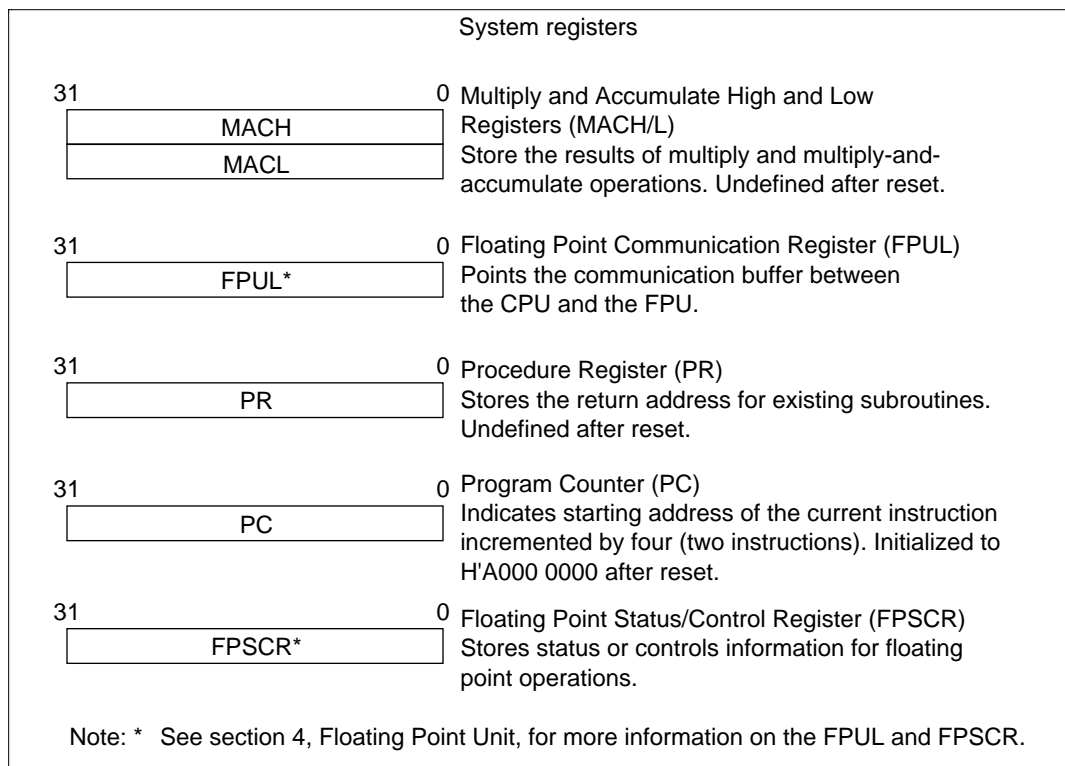 System registers
31 0 Multiply and Accumulate High and Low
MACH Registers (MACH/L)
MACL Store the results of multiply and multiply-and-
accumulate operations. Undefined after reset.
31 0 Floating Point Communication Register (FPUL)
FPUL* Points the communication buffer between
the CPU and the FPU.
31 0 Procedure Register (PR)
PR Stores the return address for existing subroutines.
Undefined after reset.
31 0 Program Counter (PC)
PC Indicates starting address of the current instruction
incremented by four (two instructions). Initialized to
H'A000 0000 after reset.
31 0 Floating Point Status/Control Register (FPSCR)
FPSCR* Stores status or controls information for floating
point operations.
Note: * See section 4, Floating Point Unit, for more information on the FPUL and FPSCR.